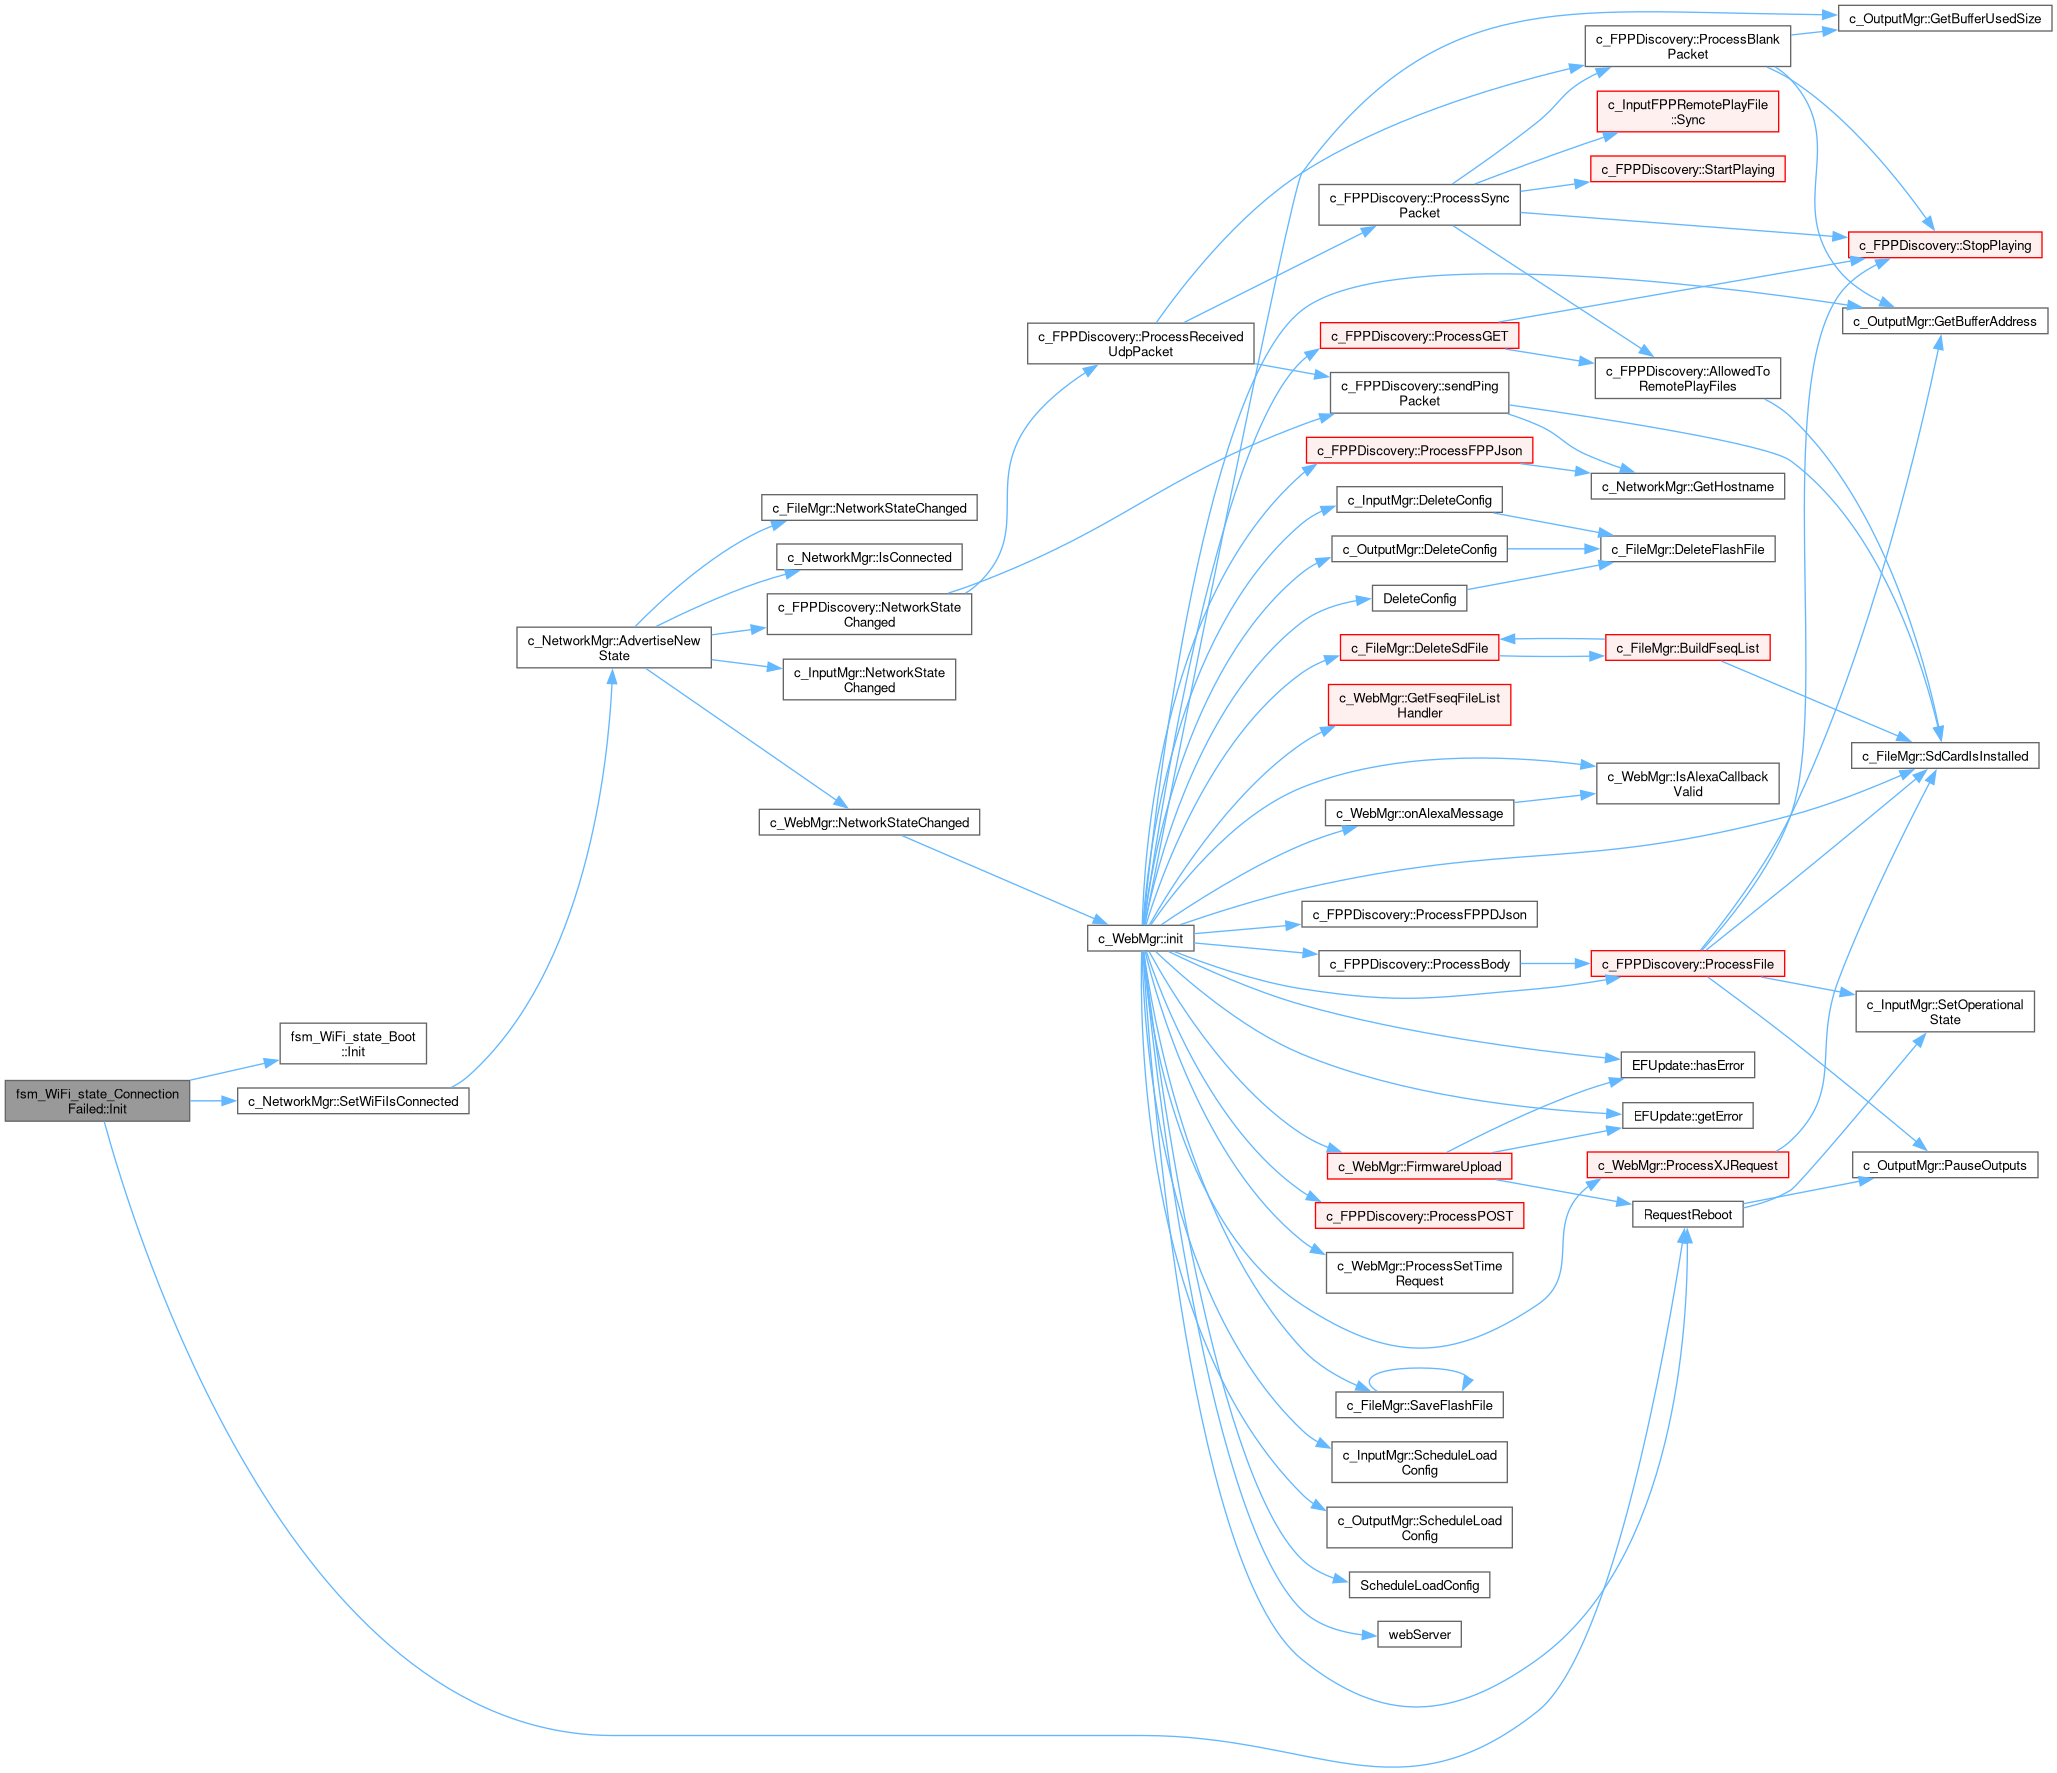 fsm_WiFi_state_Connection
Failed::Init
fsm_WiFi_state_Boot
::Init
c_NetworkMgr::SetWiFiIsConnected
c_NetworkMgr::AdvertiseNew
State
c_FileMgr::NetworkStateChanged
c_NetworkMgr::IsConnected
c_FPPDiscovery::NetworkState
Changed
c_InputMgr::NetworkState
Changed
c_WebMgr::NetworkStateChanged
c_FPPDiscovery::ProcessReceived
UdpPacket
c_WebMgr::init
c_FPPDiscovery::ProcessSync
Packet
c_FPPDiscovery::ProcessGET
c_FPPDiscovery::sendPing
Packet
c_FPPDiscovery::ProcessFPPJson
c_InputMgr::DeleteConfig
c_OutputMgr::DeleteConfig
DeleteConfig
c_FileMgr::DeleteSdFile
c_WebMgr::GetFseqFileList
Handler
c_WebMgr::onAlexaMessage
c_FPPDiscovery::ProcessFPPDJson
c_FPPDiscovery::ProcessBody
c_WebMgr::FirmwareUpload
c_FPPDiscovery::ProcessPOST
c_WebMgr::ProcessSetTime
Request
c_FileMgr::SaveFlashFile
c_InputMgr::ScheduleLoad
Config
c_OutputMgr::ScheduleLoad
Config
ScheduleLoadConfig
webServer
c_FPPDiscovery::ProcessBlank
Packet
c_InputFPPRemotePlayFile
::Sync
c_FPPDiscovery::StartPlaying
c_FPPDiscovery::AllowedTo
RemotePlayFiles
c_NetworkMgr::GetHostname
c_FileMgr::DeleteFlashFile
c_FileMgr::BuildFseqList
c_WebMgr::IsAlexaCallback
Valid
c_FPPDiscovery::ProcessFile
EFUpdate::hasError
EFUpdate::getError
c_WebMgr::ProcessXJRequest
RequestReboot
c_OutputMgr::GetBufferUsedSize
c_FPPDiscovery::StopPlaying
c_OutputMgr::GetBufferAddress
c_FileMgr::SdCardIsInstalled
c_InputMgr::SetOperational
State
c_OutputMgr::PauseOutputs